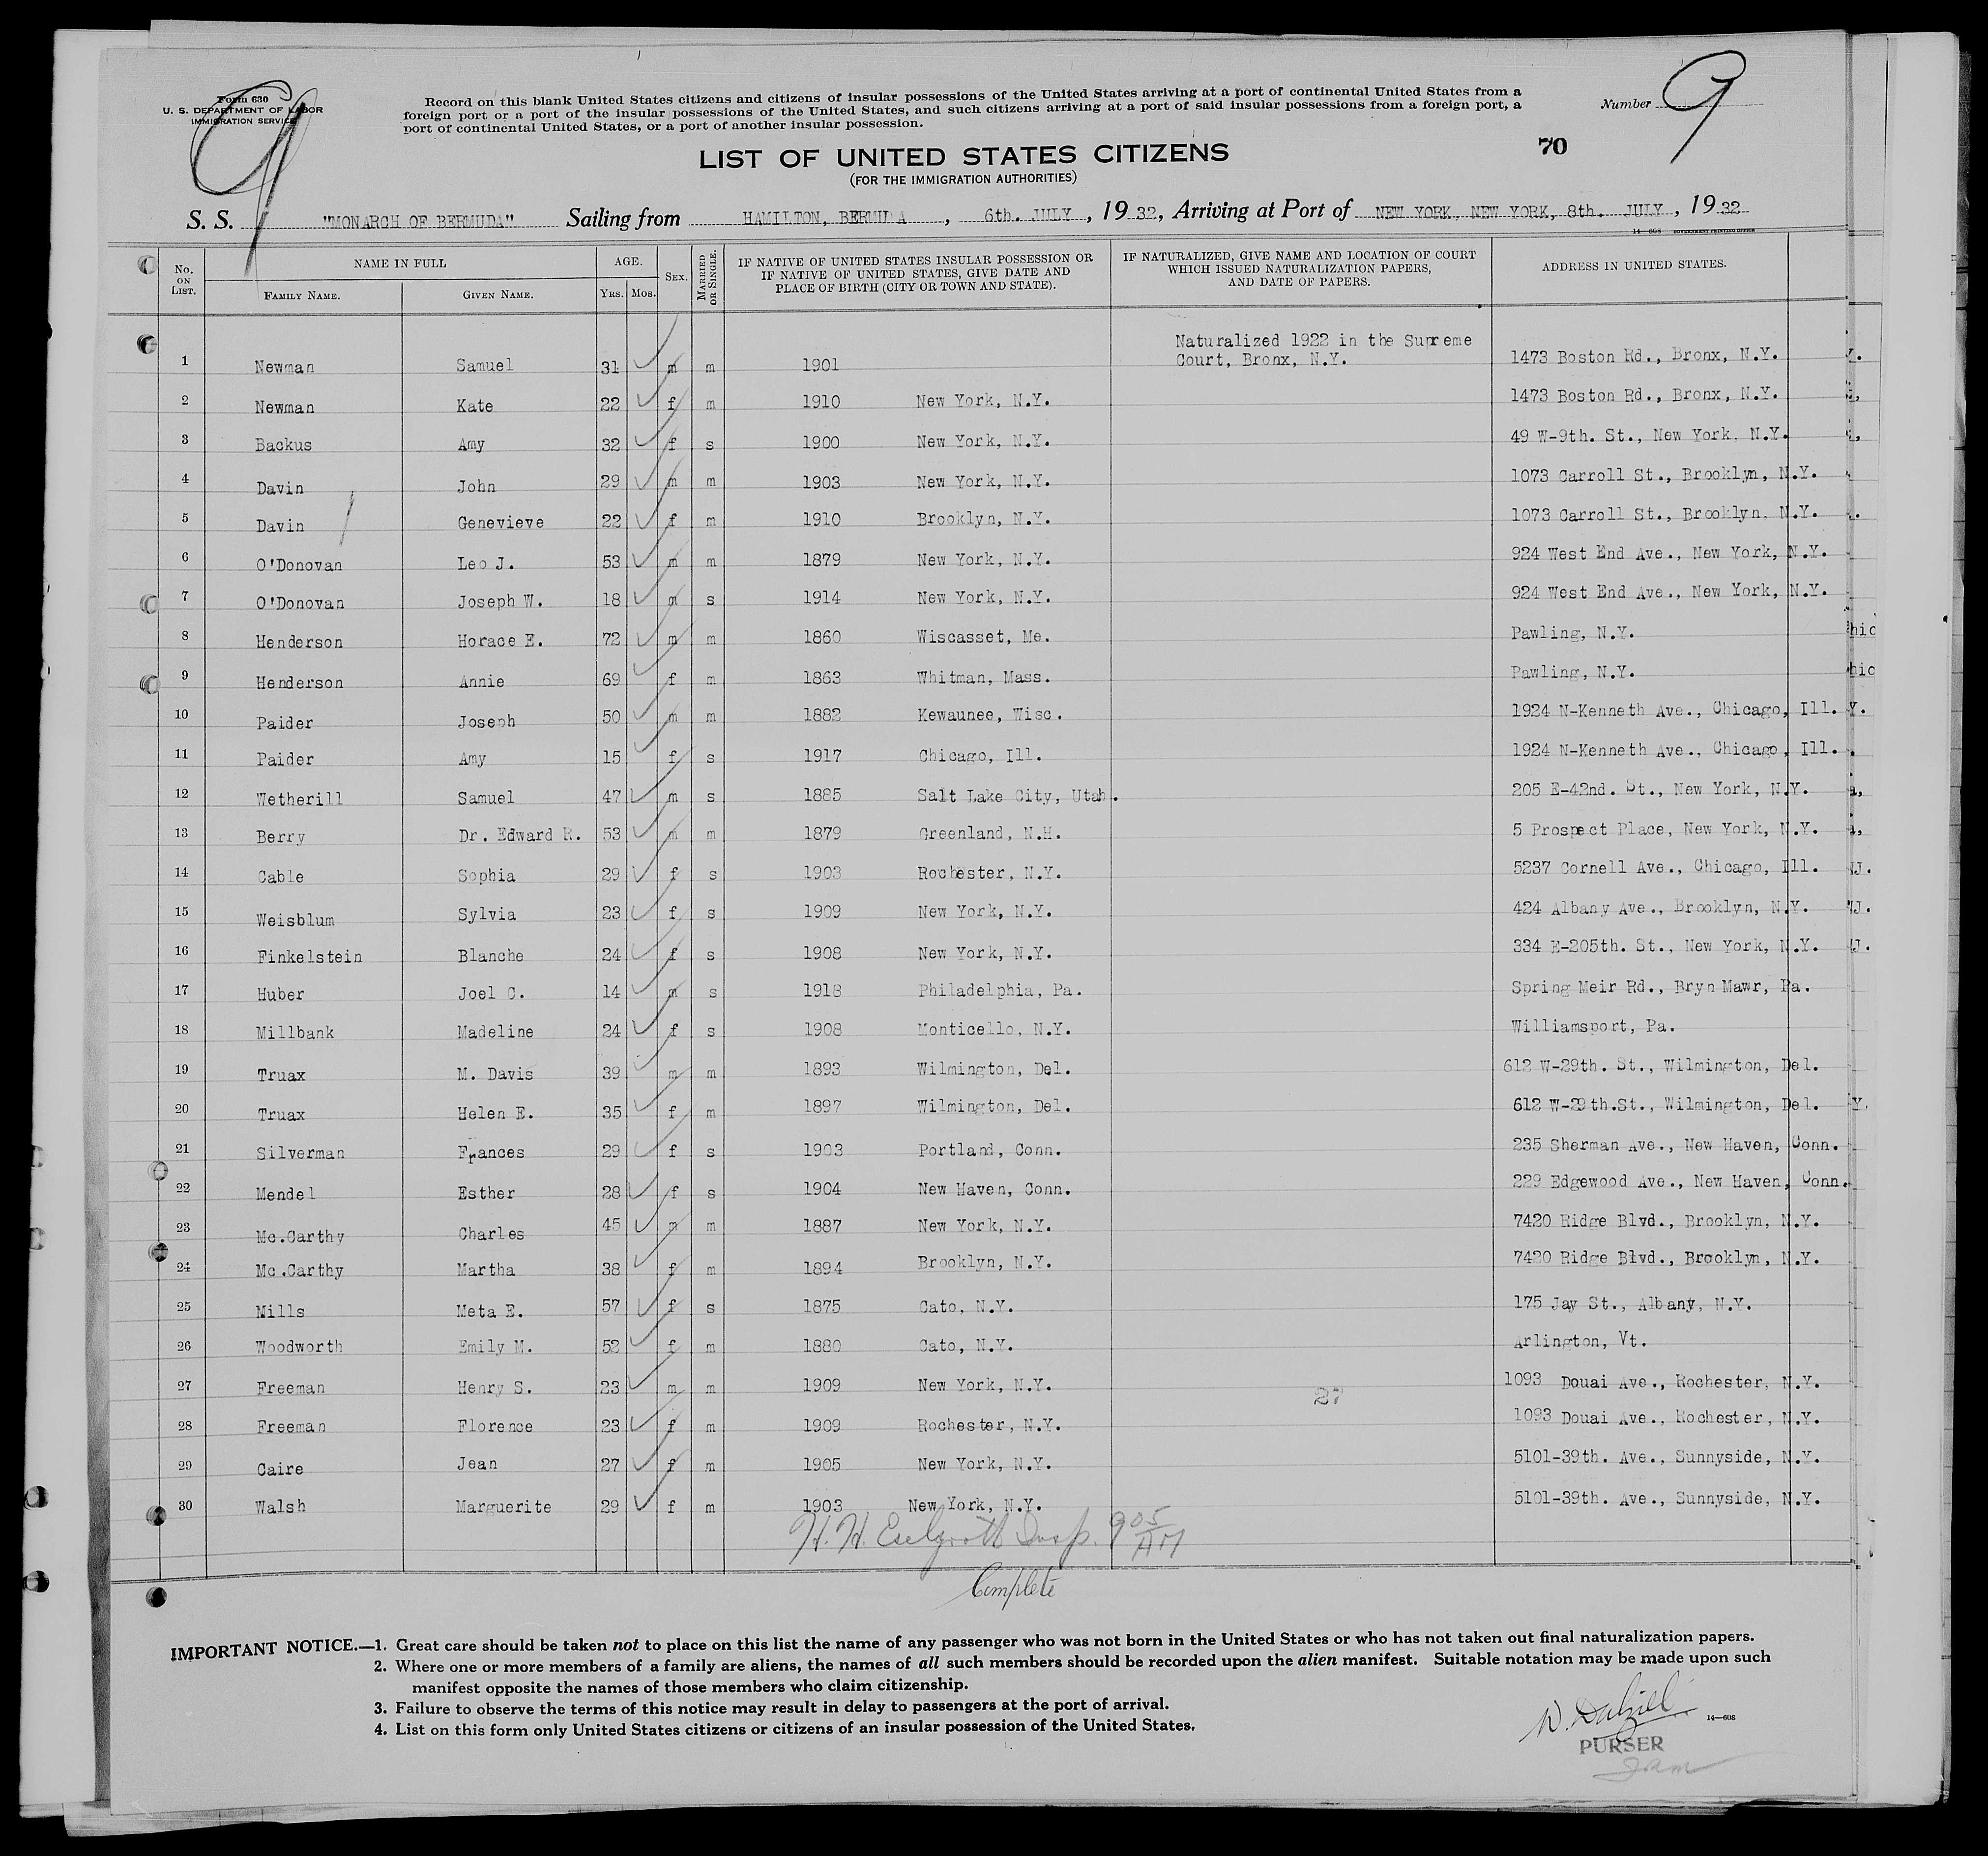 Form 630
U. S. DEPARTMENT OF LABOR
IMMIGRATION SERVICE
9
Record on this blank United States citizens and citizens of insular possessions of the United States arriving at a port of continental United States from a
foreign port or a port of the insular possessions of the United States, and such citizens arriving at a port of said insular possessions from a foreign port, a
port of continental United States, or a port of another insular possession.
Number 9
70
LIST OF UNITED STATES CITIZENS
(FOR THE IMMIGRATION AUTHORITIES)
S. S. "MONARCH OF BERMUDA" Sailing from HAMILTON, BERMUDA, 6th. JULY, 1932, Arriving at Port of NEW YORK, NEW YORK, 8th. JULY, 1932
14—608 GOVERNMENT PRINTING OFFICE
No. ON LIST. NAME IN FULL FAMILY NAME. GIVEN NAME. AGE. YRS. MOS. SEX. MARRIED OR SINGLE. IF NATIVE OF UNITED STATES INSULAR POSSESSION OR IF NATIVE OF UNITED STATES, GIVE DATE AND PLACE OF BIRTH (CITY OR TOWN AND STATE). IF NATURALIZED, GIVE NAME AND LOCATION OF COURT WHICH ISSUED NATURALIZATION PAPERS, AND DATE OF PAPERS. ADDRESS IN UNITED STATES.
1 Newman Samuel 31 m m 1901 Naturalized 1922 in the Supreme Court, Bronx, N.Y. 1473 Boston Rd., Bronx, N.Y.
2 Newman Kate 22 f m 1910 New York, N.Y. 1473 Boston Rd., Bronx, N.Y.
3 Backus Amy 32 f s 1900 New York, N.Y. 49 W-9th. St., New York, N.Y.
4 Davin John 29 m m 1903 New York, N.Y. 1073 Carroll St., Brooklyn, N.Y.
5 Davin Genevieve 22 f m 1910 Brooklyn, N.Y. 1073 Carroll St., Brooklyn, N.Y.
6 O'Donovan Leo J. 53 m m 1879 New York, N.Y. 924 West End Ave., New York, N.Y.
7 O'Donovan Joseph W. 18 m s 1914 New York, N.Y. 924 West End Ave., New York, N.Y.
8 Henderson Horace E. 72 m m 1860 Wiscasset, Me. Pawling, N.Y.
9 Henderson Annie 69 f m 1863 Whitman, Mass. Pawling, N.Y.
10 Paider Joseph 50 m m 1882 Kewaunee, Wisc. 1924 N-Kenneth Ave., Chicago, Ill.
11 Paider Amy 15 f s 1917 Chicago, Ill. 1924 N-Kenneth Ave., Chicago, Ill.
12 Wetherill Samuel 47 m s 1885 Salt Lake City, Utah. 205 E-42nd. St., New York, N.Y.
13 Berry Dr. Edward R. 53 m m 1879 Greenland, N.H. 5 Prospect Place, New York, N.Y.
14 Cable Sophia 29 f s 1903 Rochester, N.Y. 5237 Cornell Ave., Chicago, Ill.
15 Weisblum Sylvia 23 f s 1909 New York, N.Y. 424 Albany Ave., Brooklyn, N.Y.
16 Finkelstein Blanche 24 f s 1908 New York, N.Y. 334 E-205th. St., New York, N.Y.
17 Huber Joel C. 14 m s 1918 Philadelphia, Pa. Spring Meir Rd., Bryn Mawr, Pa.
18 Millbank Madeline 24 f s 1908 Monticello, N.Y. Williamsport, Pa.
19 Truax M. Davis 39 m m 1893 Wilmington, Del. 612 W-29th. St., Wilmington, Del.
20 Truax Helen E. 35 f m 1897 Wilmington, Del. 612 W-29th.St., Wilmington, Del.
21 Silverman Frances 29 f s 1903 Portland, Conn. 235 Sherman Ave., New Haven, Conn.
22 Mendel Esther 28 f s 1904 New Haven, Conn. 229 Edgewood Ave., New Haven, Conn.
23 Mc.Carthy Charles 45 m m 1887 New York, N.Y. 7420 Ridge Blvd., Brooklyn, N.Y.
24 Mc.Carthy Martha 38 f m 1894 Brooklyn, N.Y. 7420 Ridge Blvd., Brooklyn, N.Y.
25 Mills Meta E. 57 f s 1875 Cato, N.Y. 175 Jay St., Albany, N.Y.
26 Woodworth Emily M. 52 f m 1880 Cato, N.Y. Arlington, Vt.
27 Freeman Henry S. 23 m m 1909 New York, N.Y. 1093 Douai Ave., Rochester, N.Y.
27
28 Freeman Florence 23 f m 1909 Rochester, N.Y. 1093 Douai Ave., Rochester, N.Y.
29 Caire Jean 27 f m 1905 New York, N.Y. 5101-39th. Ave., Sunnyside, N.Y.
30 Walsh Marguerite 29 f m 1903 New York, N.Y. 5101-39th. Ave., Sunnyside, N.Y.
H. H. Insp. 9 05 AM
Complete
IMPORTANT NOTICE.—1. Great care should be taken not to place on this list the name of any passenger who was not born in the United States or who has not taken out final naturalization papers.
2. Where one or more members of a family are aliens, the names of all such members should be recorded upon the alien manifest. Suitable notation may be made upon such
manifest opposite the names of those members who claim citizenship.
3. Failure to observe the terms of this notice may result in delay to passengers at the port of arrival.
4. List on this form only United States citizens or citizens of an insular possession of the United States.
W. Dalziel
14—608
PURSER